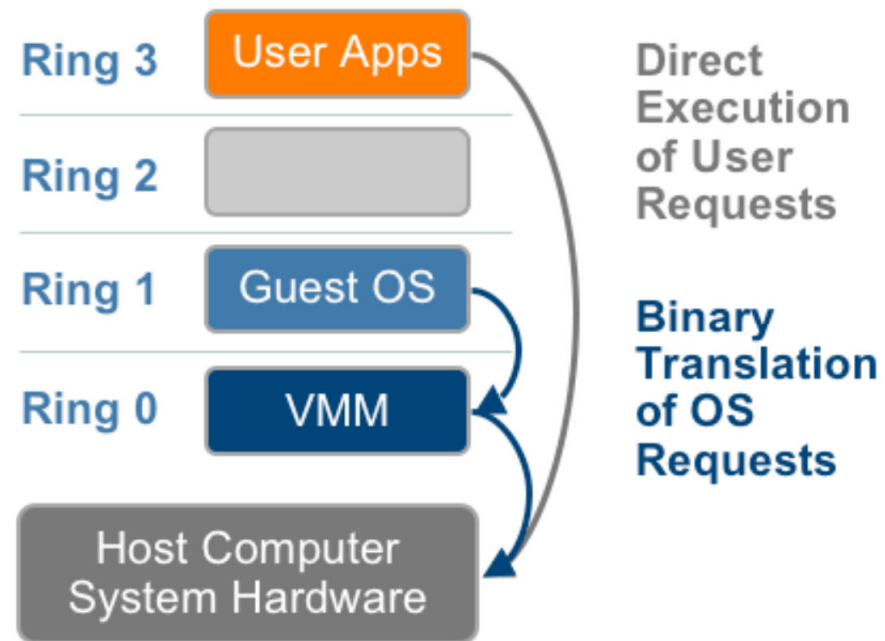 Ring 3
User Apps
Ring 2
Ring 1
Guest OS
Ring 0
VMM
Host Computer
System Hardware
Direct
Execution
of User
Requests
Binary
Translation
of OS
Requests